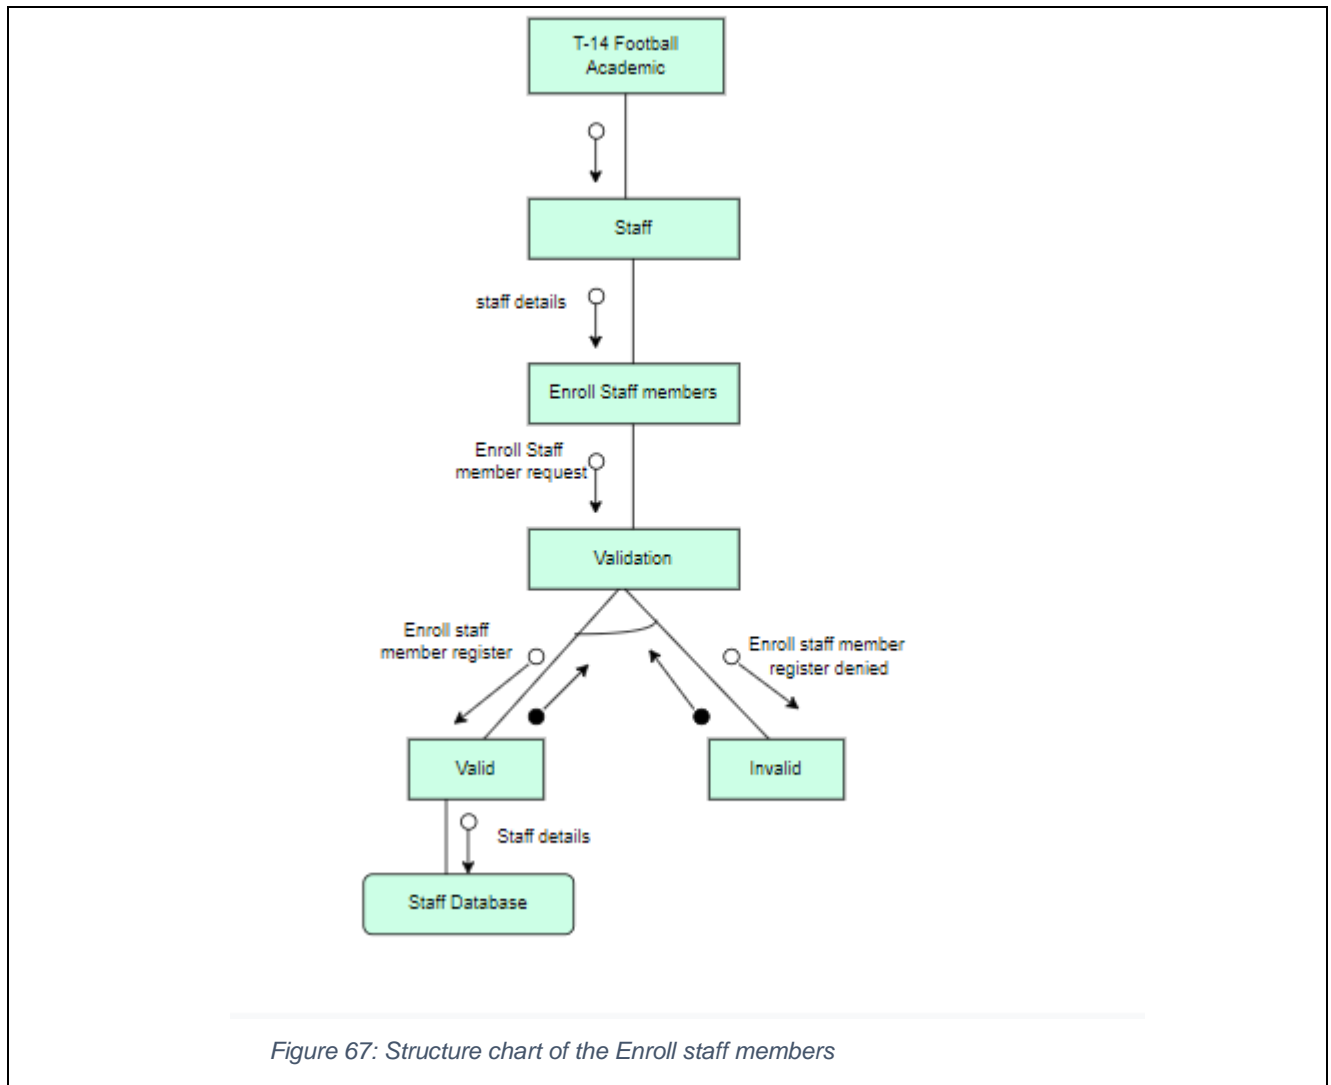 T-14 Football
Academic
Staff
staff details
Enroll Staff members
Enroll Staff
member request
Validation
Enroll staff
member register
Enroll staff member
register denied
Valid
Invalid
Staff details
Staff Database
Figure 67: Structure chart of the Enroll staff members